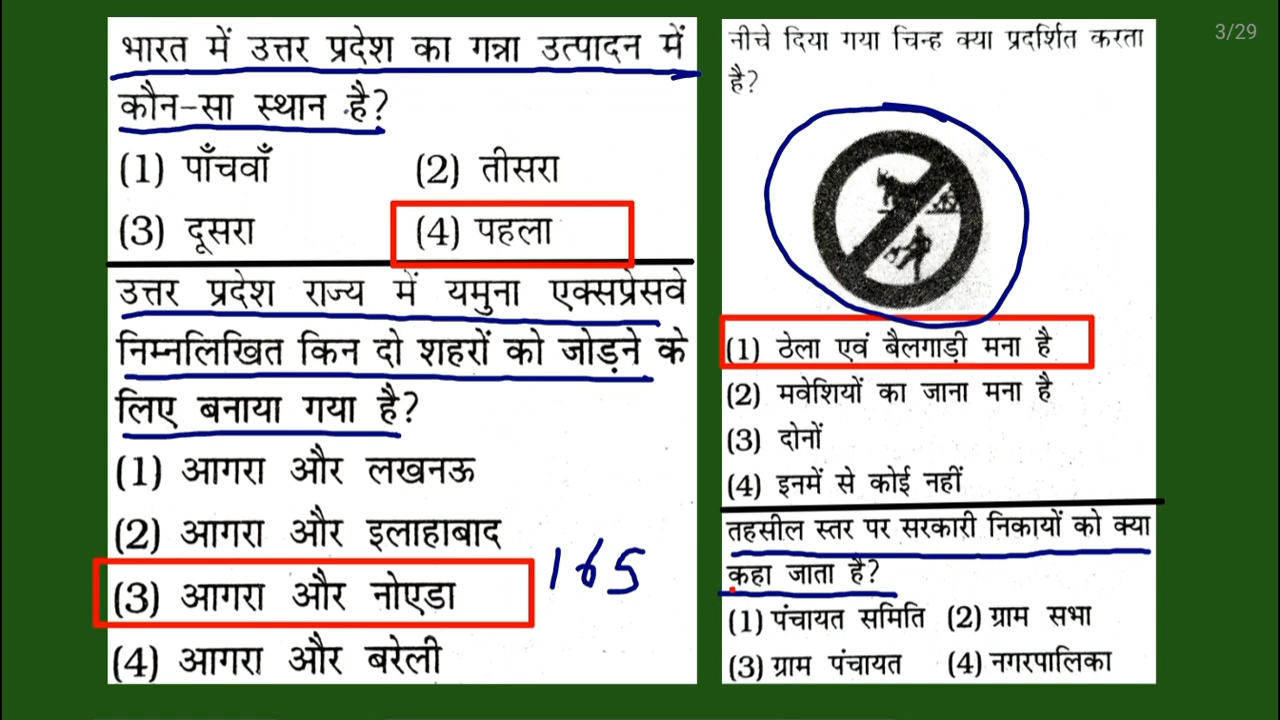 भारत में उत्तर प्रदेश का गन्ना उत्पादन में
कौन-सा स्थान है?
(1) पाँचवाँ (2) तीसरा
(3) दूसरा (4) पहला
उत्तर प्रदेश राज्य में यमुना एक्सप्रेसवे
निम्नलिखित किन दो शहरों को जोड़ने के
लिए बनाया गया है?
(1) आगरा और लखनऊ
(2) आगरा और इलाहाबाद
(3) आगरा और नोएडा
165
(4) आगरा और बरेली
3/29
नीचे दिया गया चिन्ह क्या प्रदर्शित करता
है?
(1) ठेला एवं बैलगाड़ी मना है
(2) मवेशियों का जाना मना है
(3) दोनों
(4) इनमें से कोई नहीं
तहसील स्तर पर सरकारी निकायों को क्या
कहा जाता है?
(1) पंचायत समिति (2) ग्राम सभा
(3) ग्राम पंचायत (4) नगरपालिका